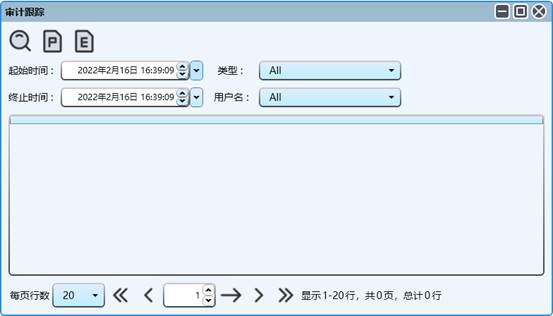 审计跟踪
P E
起始时间： 2022年2月16日 16:39:09 类型： All
终止时间： 2022年2月16日 16:39:09 用户名： All
每页行数 20 1 显示1-20行，共0页，总计0行